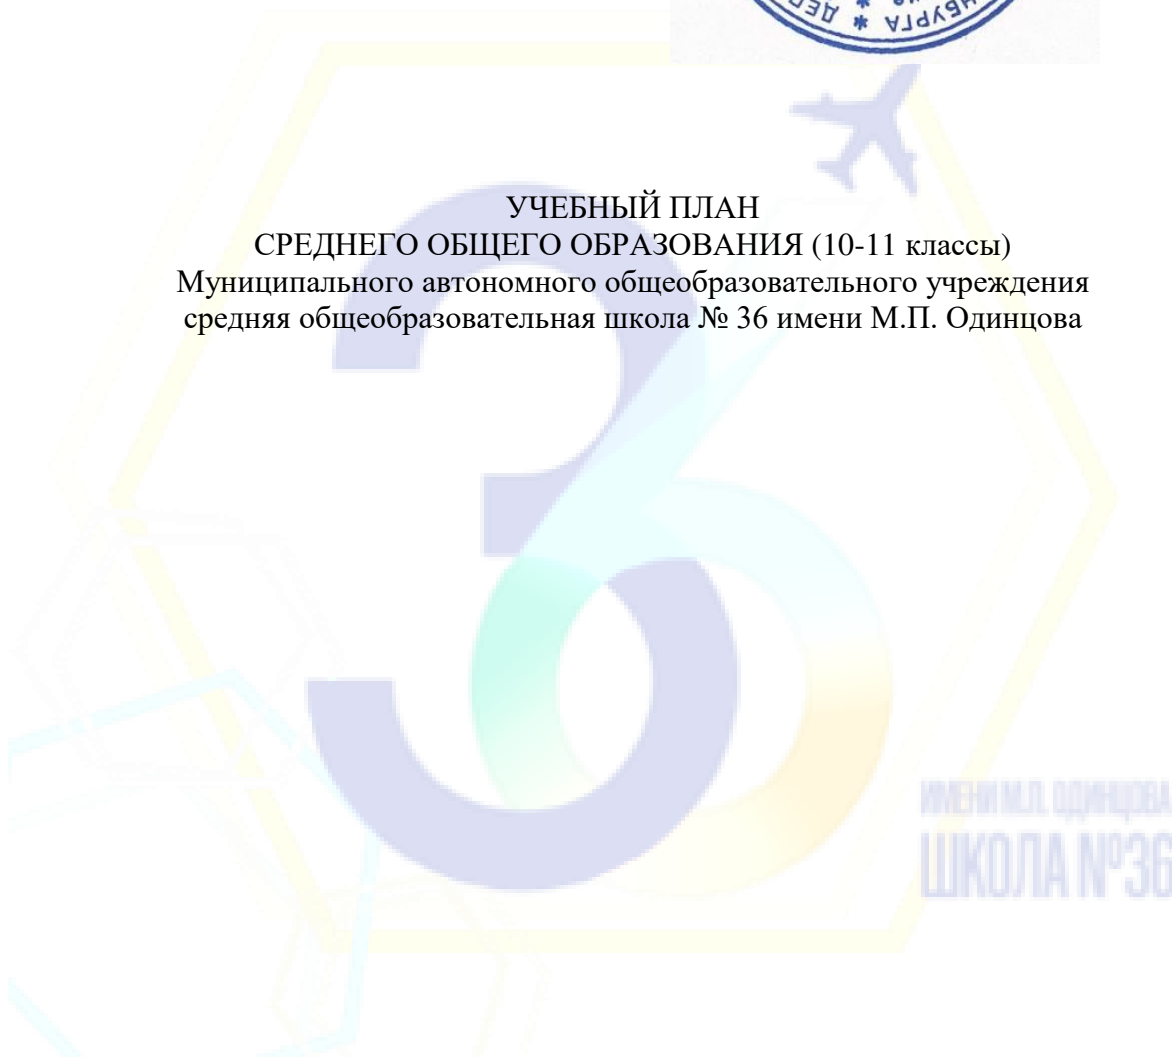 УЧЕБНЫЙ ПЛАН
СРЕДНЕГО ОБЩЕГО ОБРАЗОВАНИЯ (10-11 классы)
Муниципального автономного общеобразовательного учреждения
средняя общеобразовательная школа № 36 имени М.П. Одинцова
36
ИМЕНИ М.П. ОДИНЦОВА
ШКОЛА №36